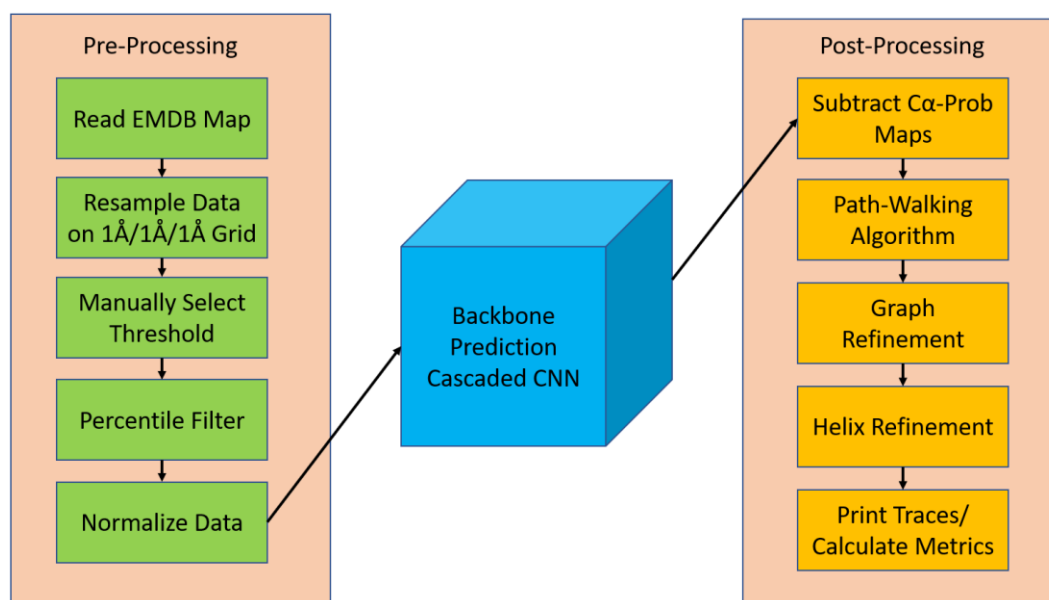 Pre-Processing
Read EMDB Map
Resample Data
on 1Å/1Å/1Å Grid
Manually Select
Threshold
Percentile Filter
Normalize Data
Backbone
Prediction
Cascaded CNN
Post-Processing
Subtract Cα-Prob
Maps
Path-Walking
Algorithm
Graph
Refinement
Helix Refinement
Print Traces/
Calculate Metrics